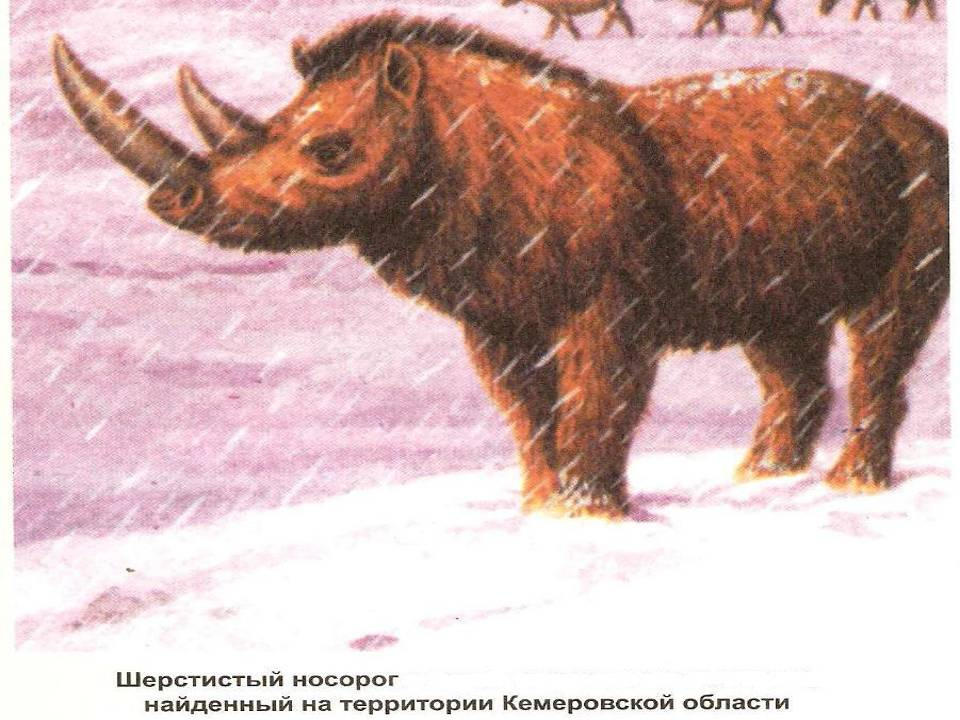 Шерстистый носорог
найденный на территории Кемеровской области